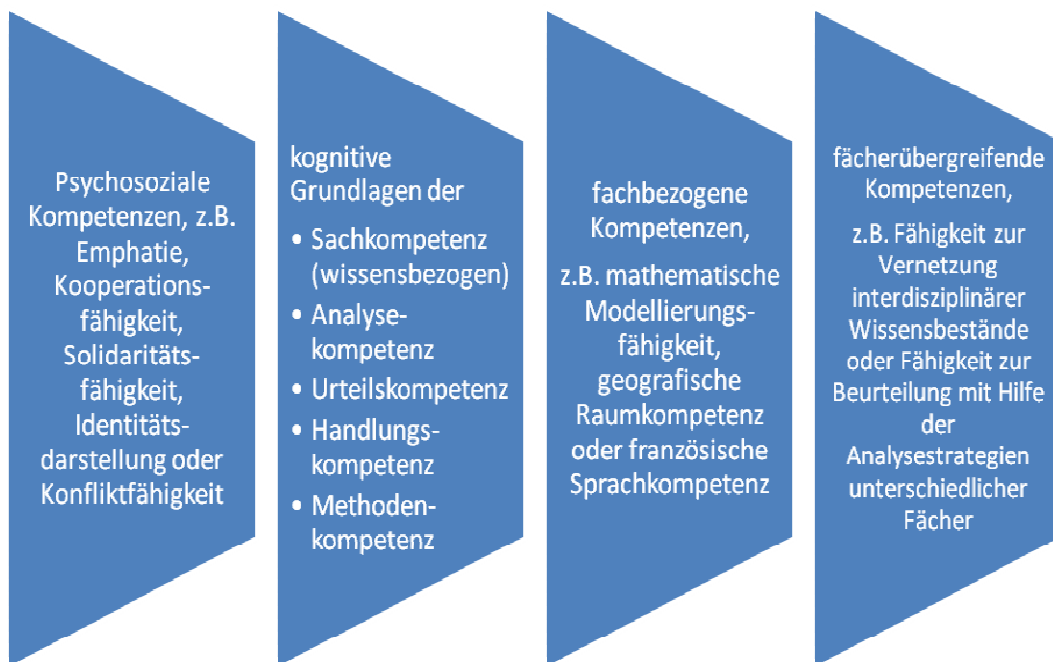 Psychosoziale
Kompetenzen, z.B.
Emphatie,
Kooperations-
fähigkeit,
Solidaritäts-
fähigkeit,
Identitäts-
darstellung oder
Konfliktfähigkeit
kognitive
Grundlagen der
• Sachkompetenz
(wissensbezogen)
• Analyse-
kompetenz
• Urteilskompetenz
• Handlungs-
kompetenz
• Methoden-
kompetenz
fachbezogene
Kompetenzen,
z.B. mathematische
Modellierungs-
fähigkeit,
geografische
Raumkompetenz
oder französische
Sprachkompetenz
fächerübergreifende
Kompetenzen,
z.B. Fähigkeit zur
Vernetzung
interdisziplinärer
Wissensbestände
oder Fähigkeit zur
Beurteilung mit Hilfe
der
Analysestrategien
unterschiedlicher
Fächer